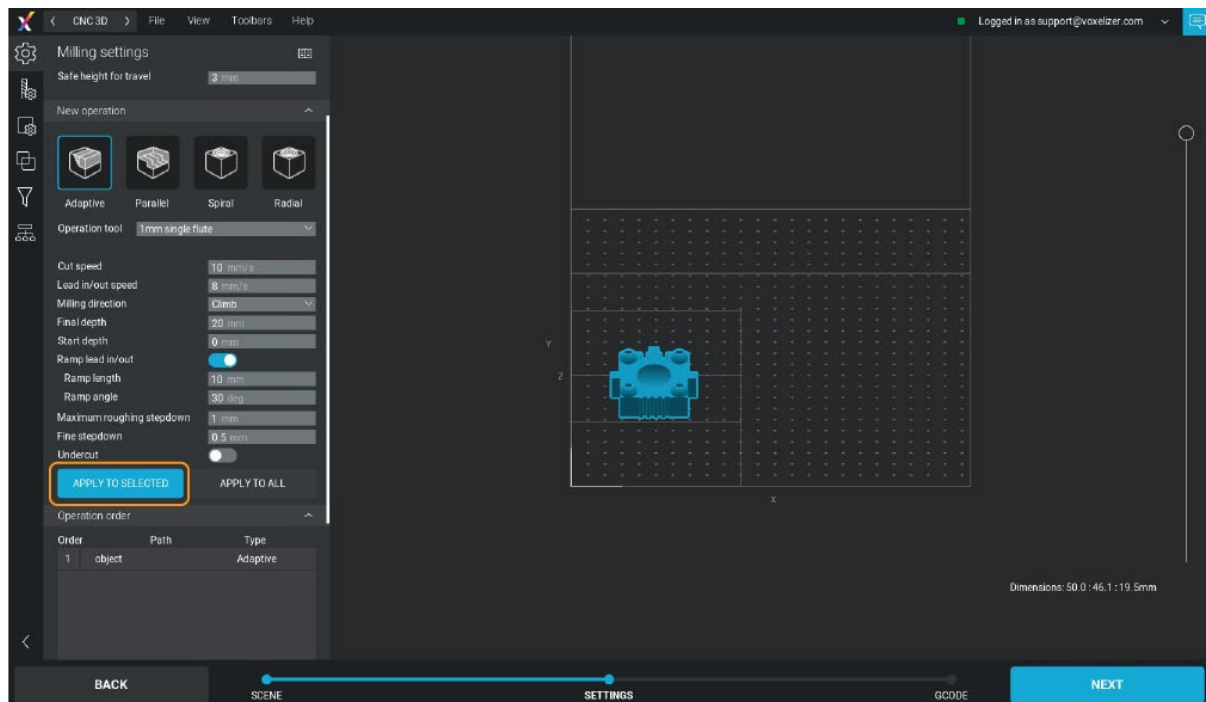 CNC 3D File View Toolbars Help Logged in as support@voxelizer.com
Milling settings
Safe height for travel 3 mm
New operation
Adaptive Parallel Spiral Radial
Operation tool 1mm single flute
Cut speed 10 mm/s
Lead in/out speed 8 mm/s
Milling direction Climb
Final depth 20 mm
Start depth 0 mm
Ramp lead in/out
Ramp length 10 mm
Ramp angle 30 deg
Maximum roughing stepdown 1 mm
Fine stepdown 0.5 mm
Undercut
APPLY TO SELECTED APPLY TO ALL
Operation order
Order Path Type
1 object Adaptive
Y
Z
X
Dimensions: 50.0 : 46.1 : 19.5mm
BACK SCENE SETTINGS GCODE NEXT